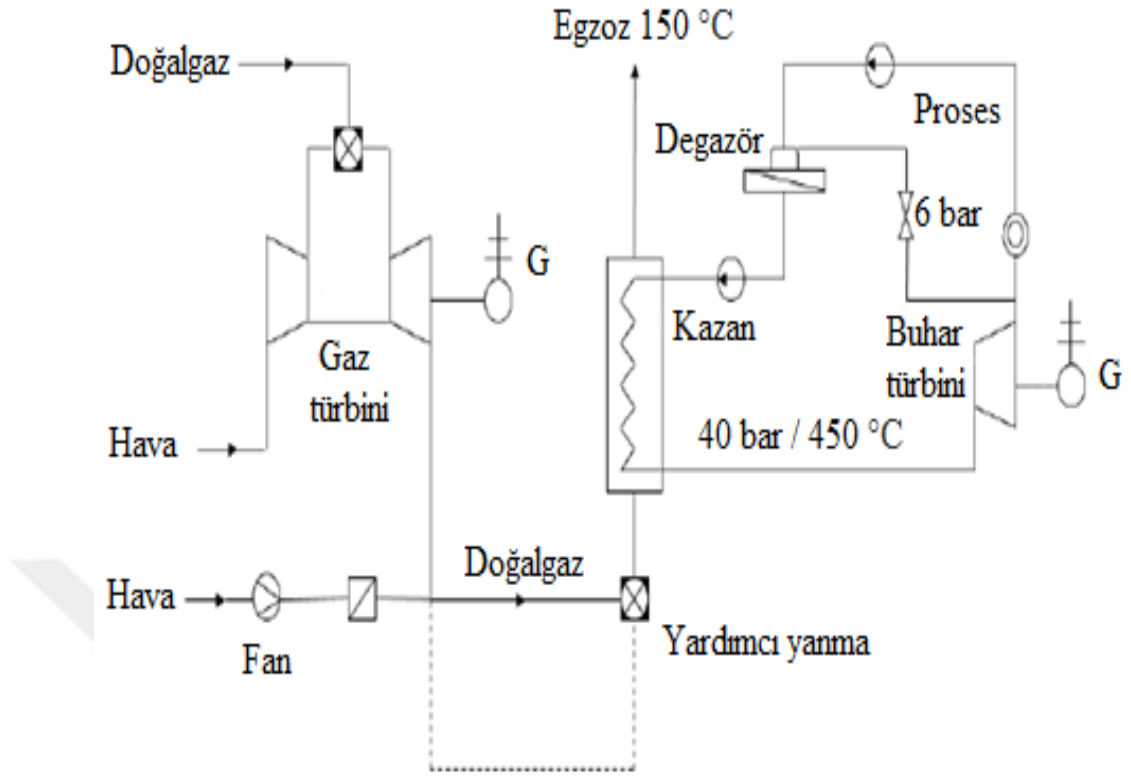 Egzoz 150 °C
Doğalgaz
Proses
Degazör
6 bar
G
Kazan
Buhar
türbini
G
Gaz
türbini
Hava
40 bar / 450 °C
Doğalgaz
Hava
Yardımcı yanma
Fan